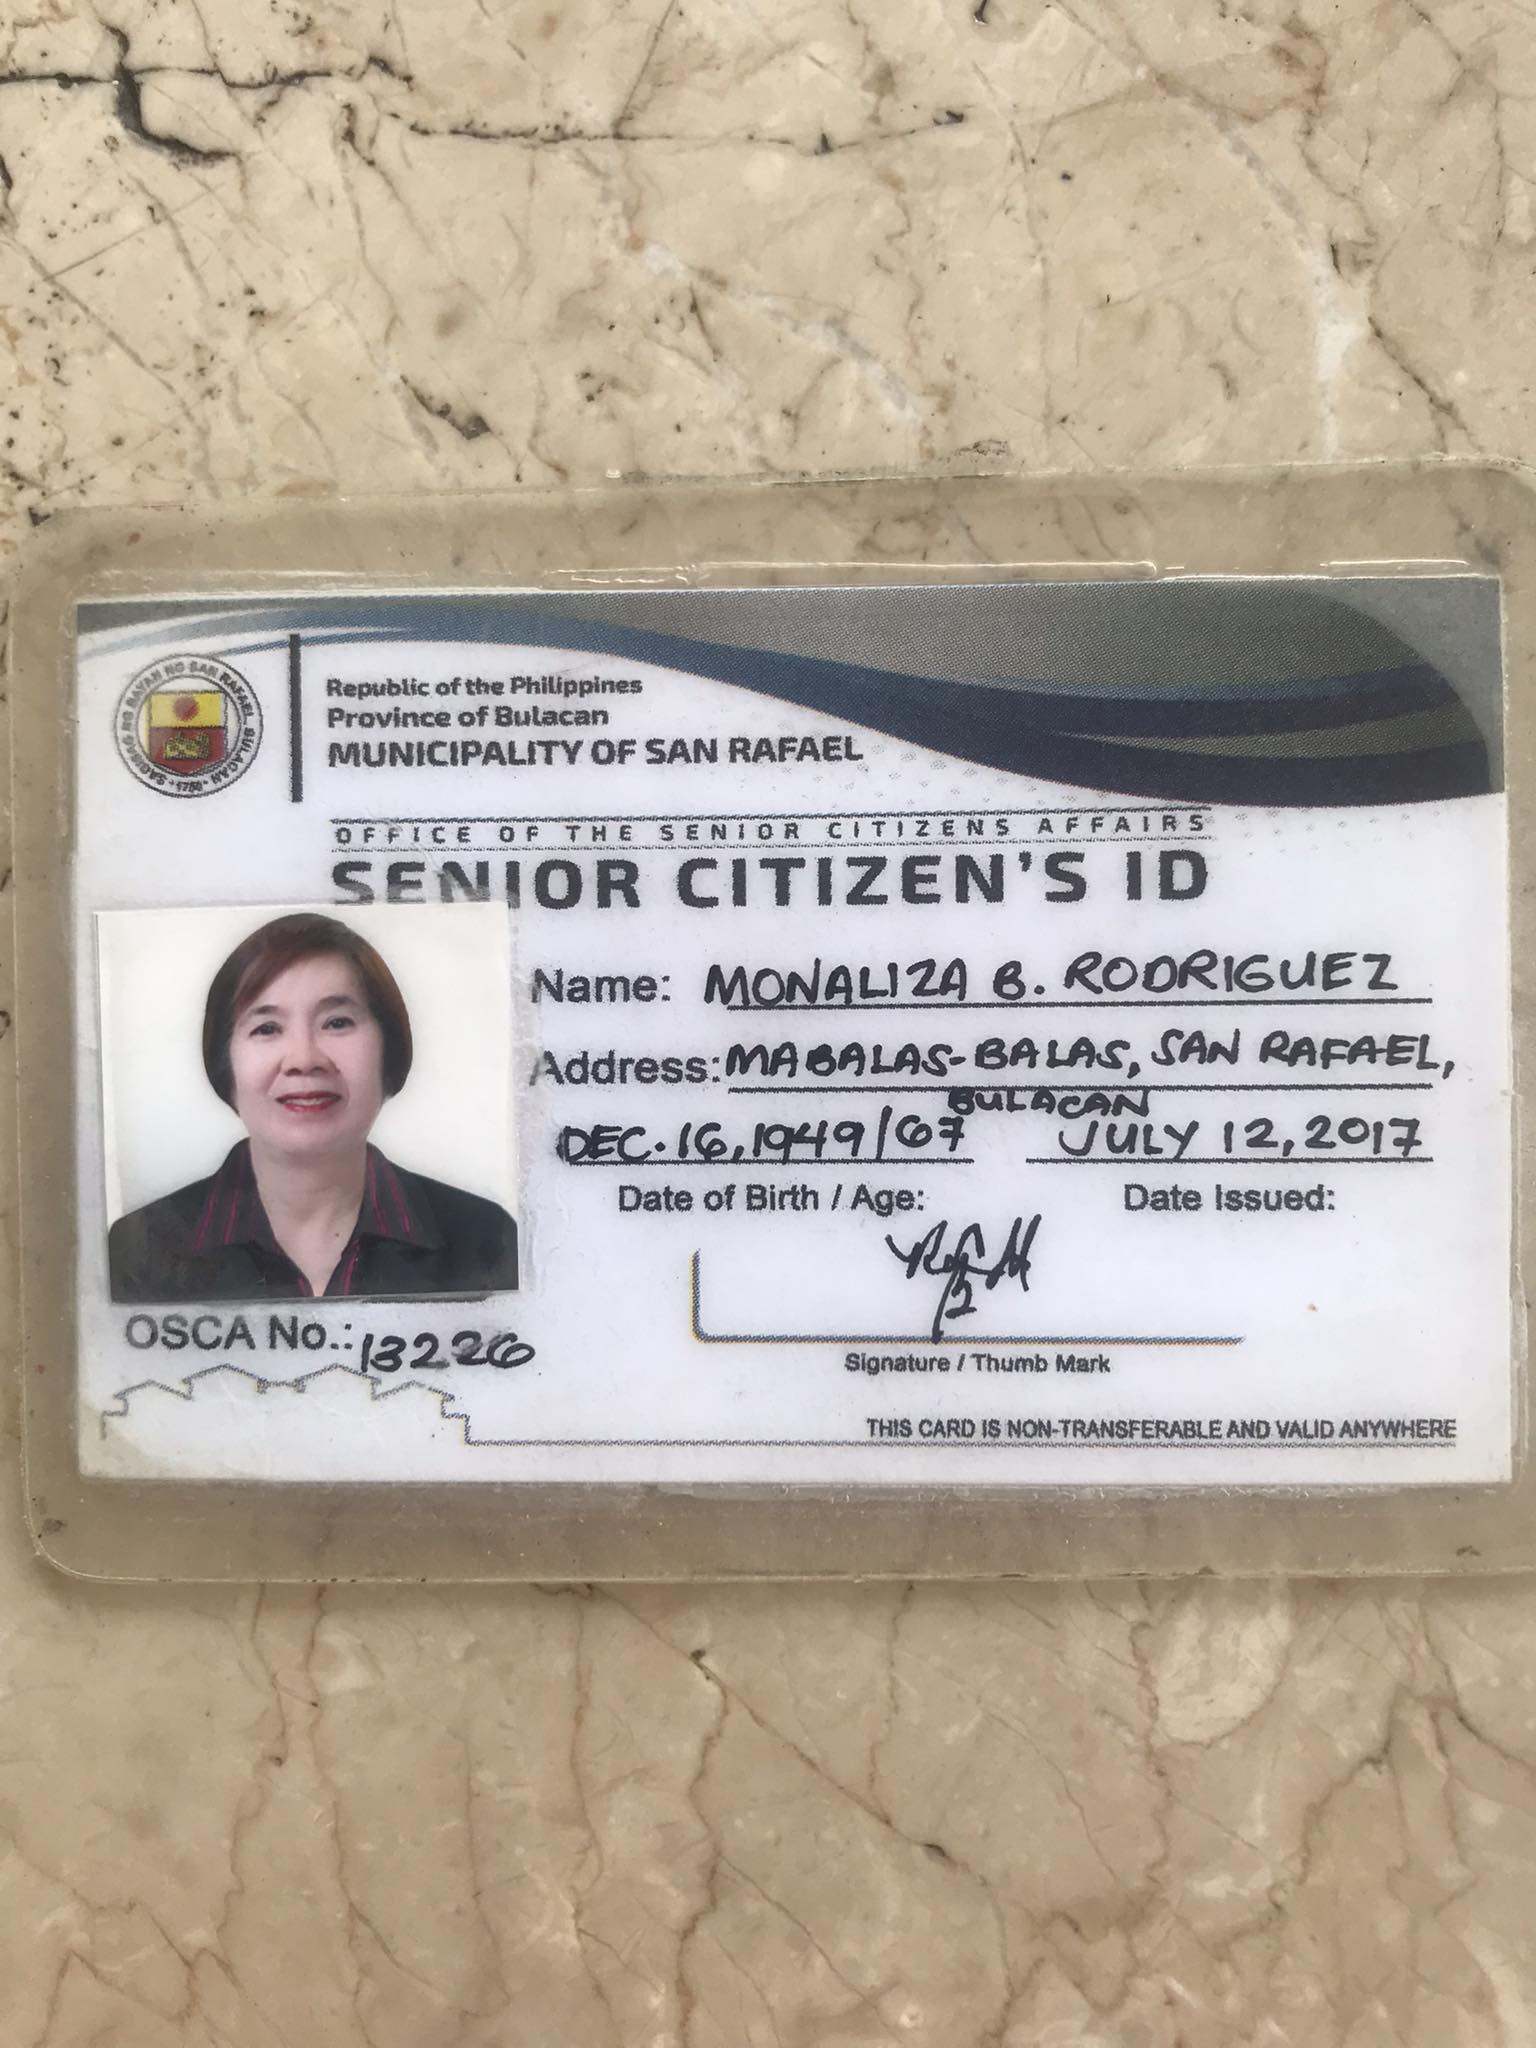 SAGISAG NG BAYAN NG SAN RAFAEL, BULACAN
1750
Republic of the Philippines
Province of Bulacan
MUNICIPALITY OF SAN RAFAEL
OFFICE OF THE SENIOR CITIZENS AFFAIRS
SENIOR CITIZEN'S ID
Name: MONALIZA B. RODRIGUEZ
Address: MABALAS-BALAS, SAN RAFAEL,
BULACAN
DEC. 16, 1949/67 JULY 12, 2017
Date of Birth / Age: Date Issued:
OSCA No.: 13226
Signature / Thumb Mark
THIS CARD IS NON-TRANSFERABLE AND VALID ANYWHERE